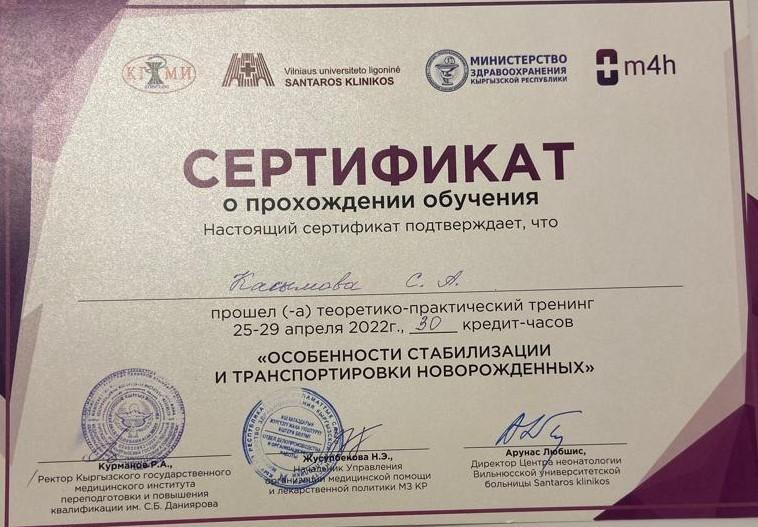 КГМИ
Vilniaus universiteto ligoninė
SANTAROS KLINIKOS
МИНИСТЕРСТВО
ЗДРАВООХРАНЕНИЯ
КЫРГЫЗСКОЙ РЕСПУБЛИКИ
m4h
СЕРТИФИКАТ
о прохождении обучения
Настоящий сертификат подтверждает, что
Касымова С. А.
прошел (-а) теоретико-практический тренинг
25-29 апреля 2022г., 30 кредит-часов
«ОСОБЕННОСТИ СТАБИЛИЗАЦИИ
И ТРАНСПОРТИРОВКИ НОВОРОЖДЕННЫХ»
Курманов Р.А.,
Ректор Кыргызского государственного
медицинского института
переподготовки и повышения
квалификации им. С.Б. Даниярова
Жусупбекова Н.Э.,
Начальник Управления
организации медицинской помощи
и лекарственной политики МЗ КР
Арунас Любшис,
Директор Центра неонатологии
Вильнюсской университетской
больницы Santaros klinikos